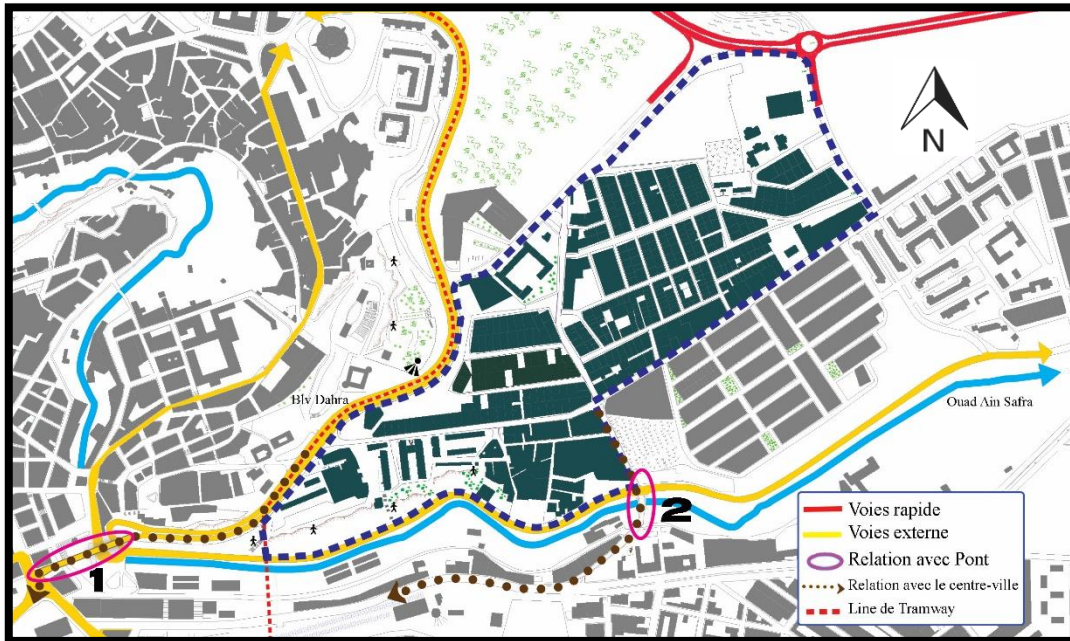 N
Blv Dahra
Ouad Ain Safra
1
2
Voies rapide
Voies externe
Relation avec Pont
Relation avec le centre-ville
Line de Tramway